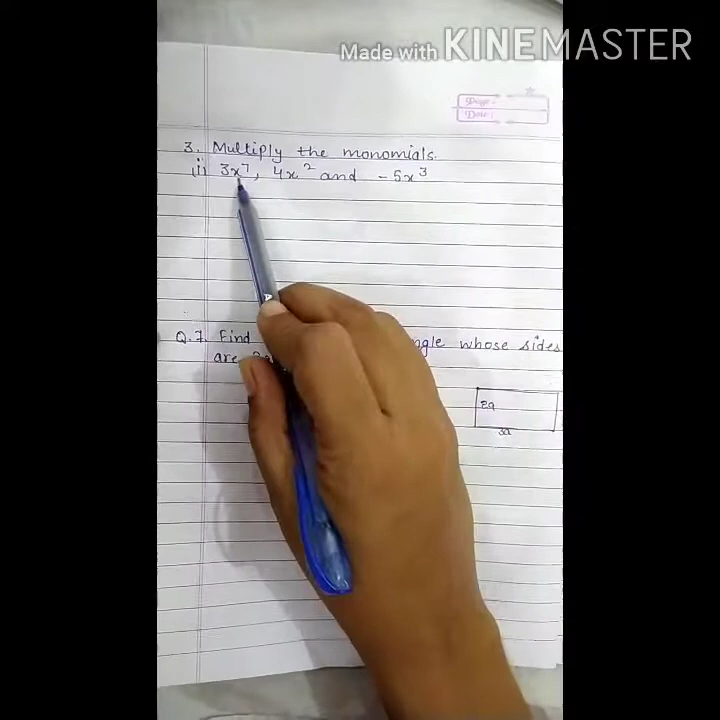 Made with KINEMASTER
Page:
Date:
3. Multiply the monomials.
(i) 3x⁷, 4x² and -5x³
Q.7. Find whose sides
are
2a
3a